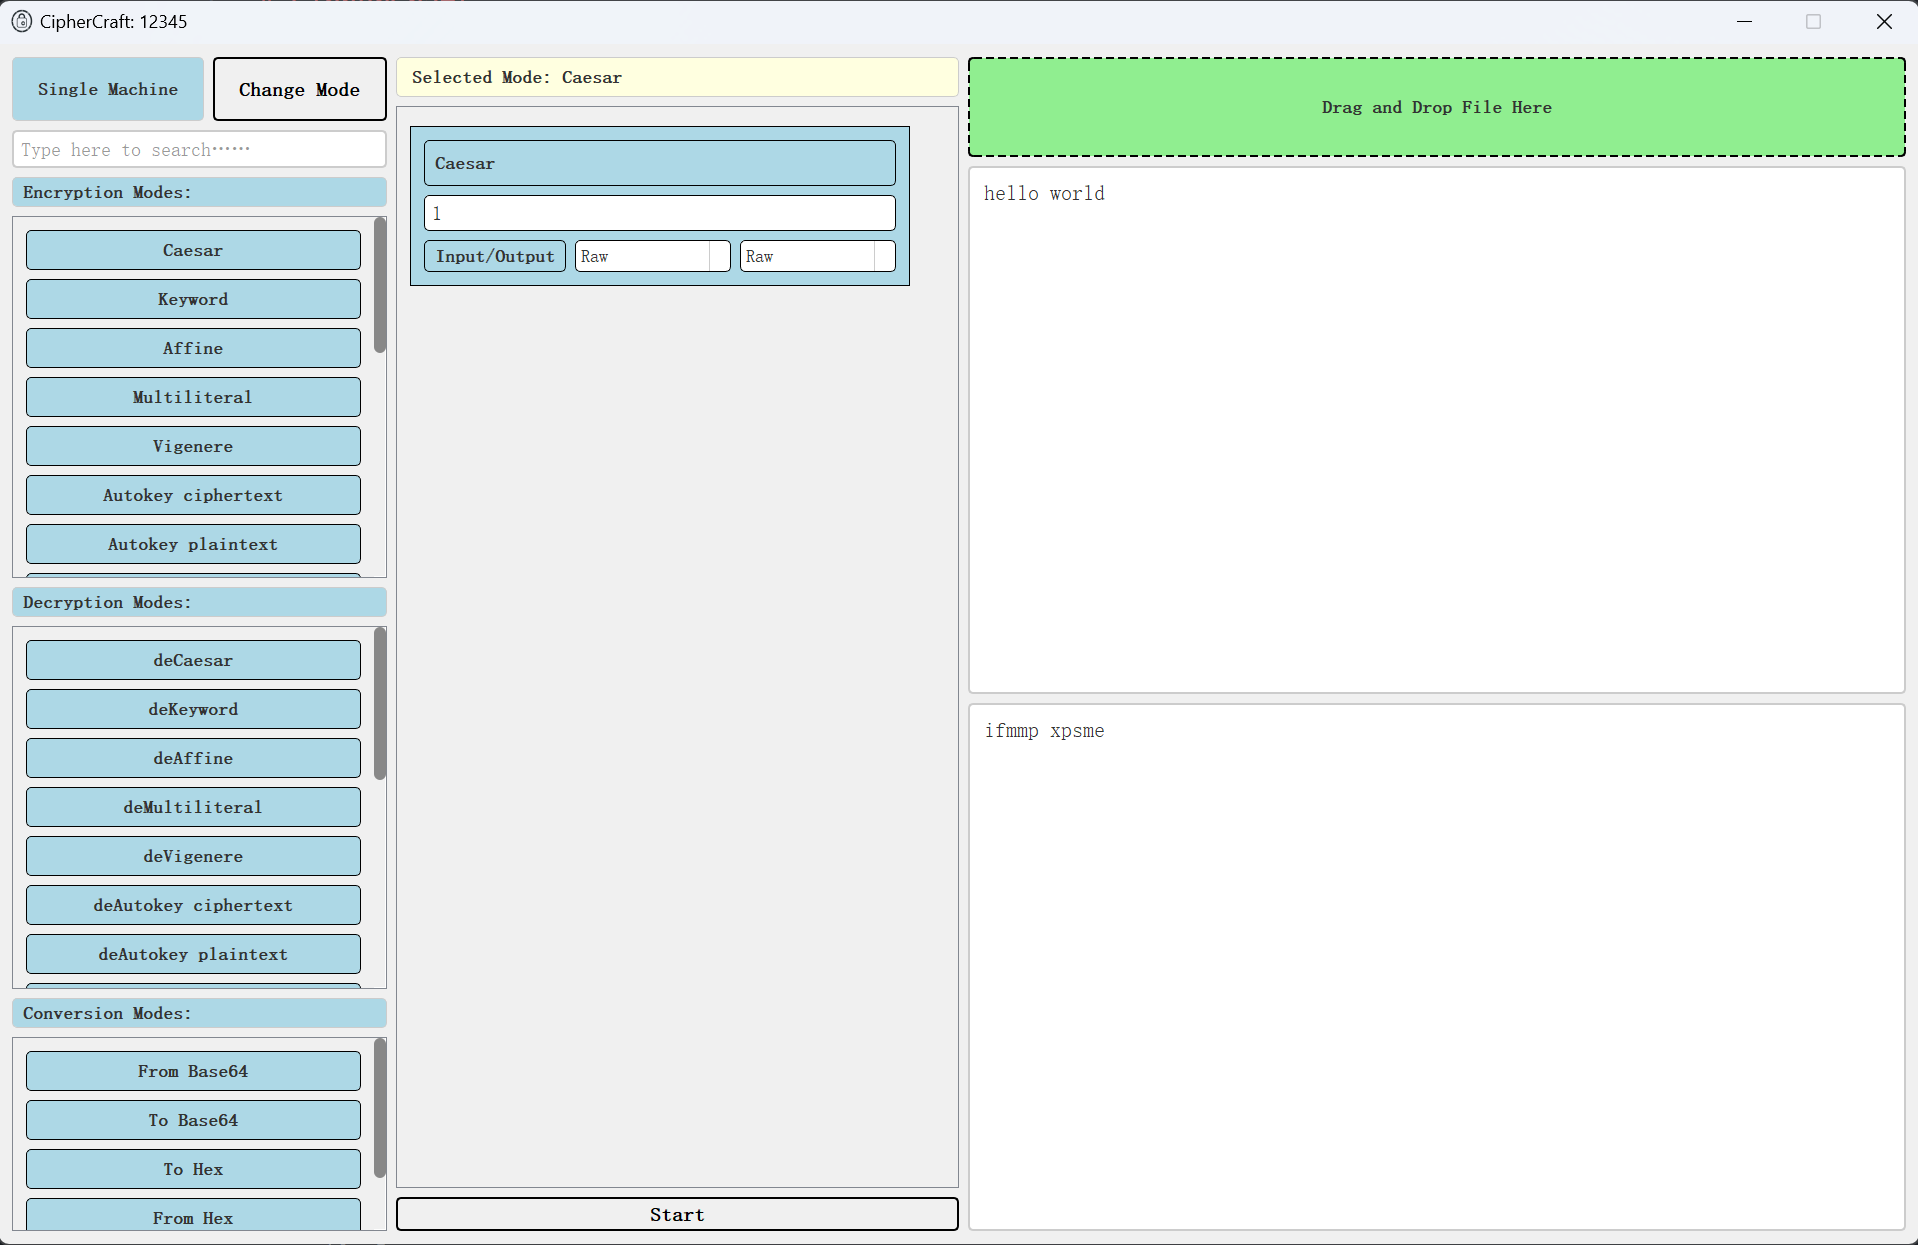 CipherCraft: 12345
Single Machine
Change Mode
Type here to search⋯⋯
Encryption Modes:
Caesar
Keyword
Affine
Multiliteral
Vigenere
Autokey ciphertext
Autokey plaintext
Decryption Modes:
deCaesar
deKeyword
deAffine
deMultiliteral
deVigenere
deAutokey ciphertext
deAutokey plaintext
Conversion Modes:
From Base64
To Base64
To Hex
From Hex
Selected Mode: Caesar
Caesar
1
Input/Output Raw Raw
Start
Drag and Drop File Here
hello world
ifmmp xpsme